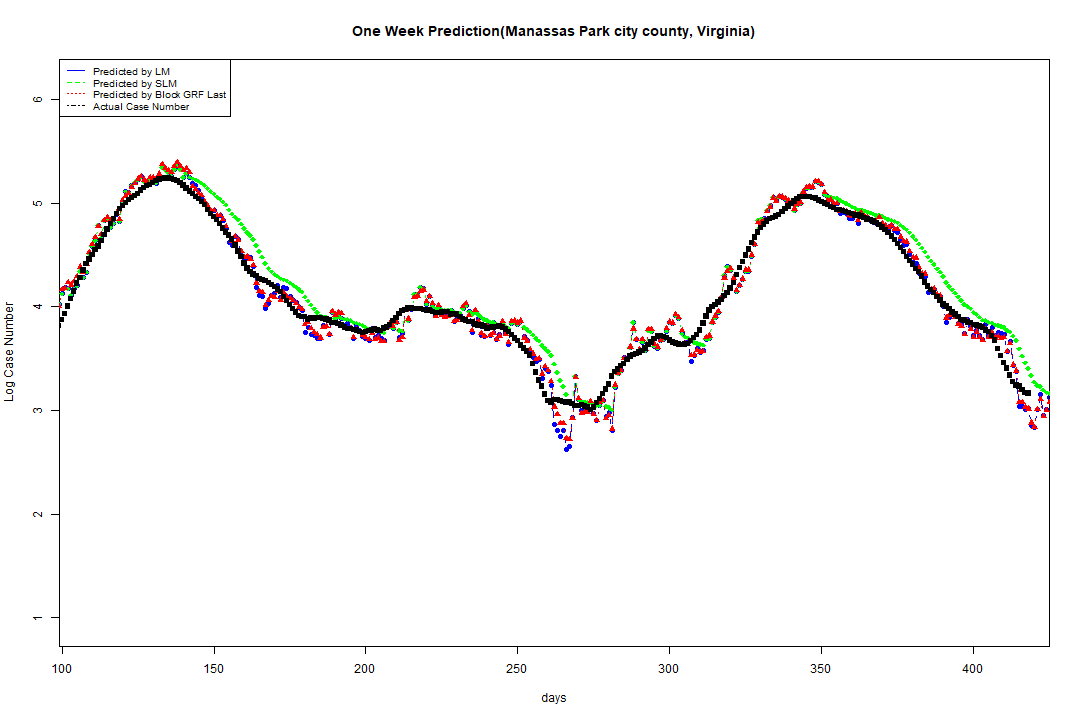 One Week Prediction(Manassas Park city county, Virginia)
Predicted by LM
Predicted by SLM
Predicted by Block GRF Last
Actual Case Number
6
5
4
3
2
1
Log Case Number
100 150 200 250 300 350 400
days